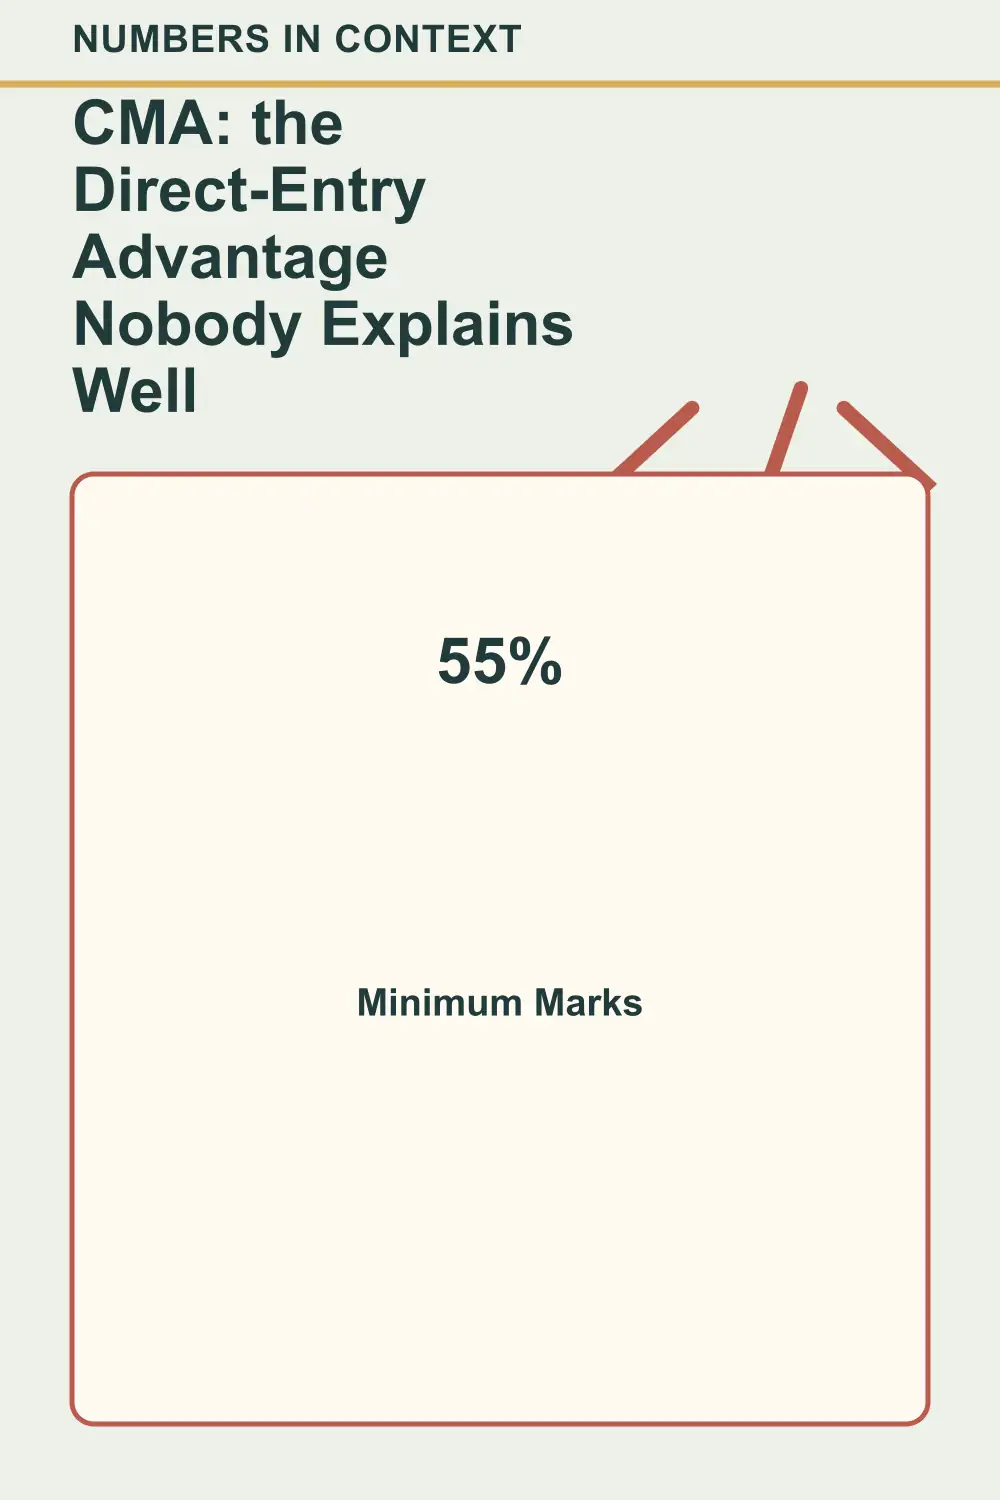 NUMBERS IN CONTEXT
CMA: the
Direct-Entry
Advantage
Nobody Explains
Well
55%
Minimum Marks